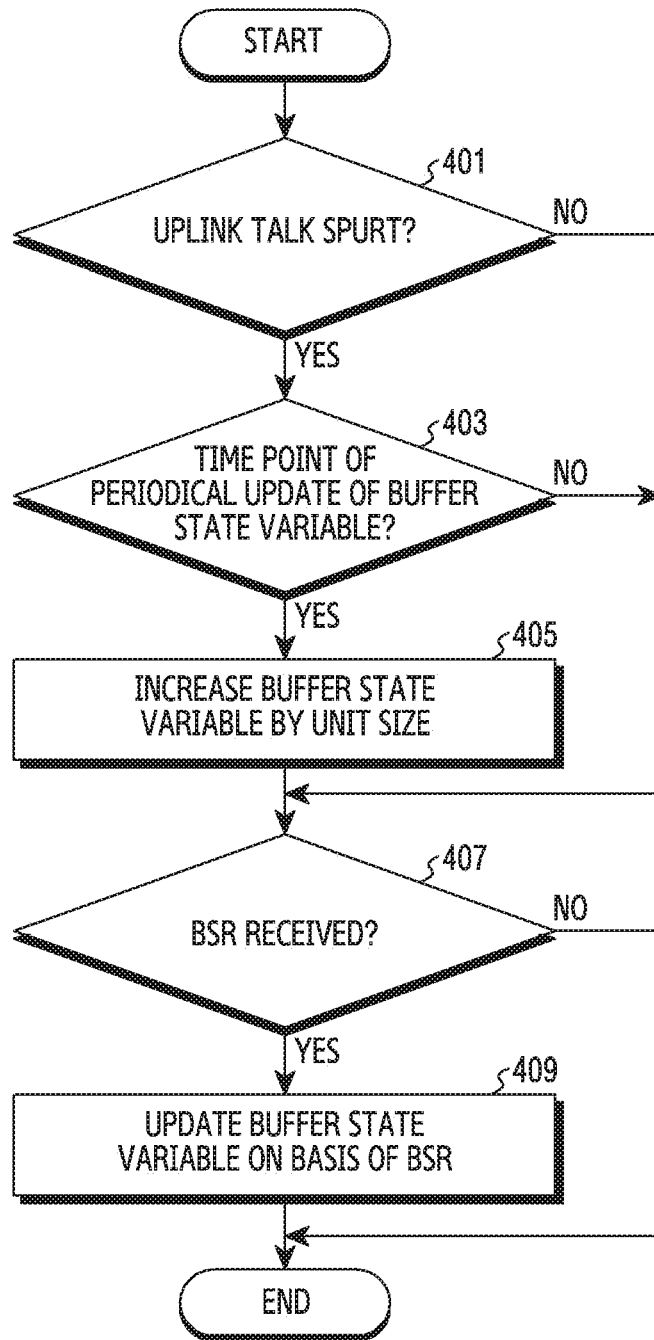 START
401
UPLINK TALK SPURT?
NO
YES
403
TIME POINT OF
PERIODICAL UPDATE OF BUFFER
STATE VARIABLE?
NO
YES
405
INCREASE BUFFER STATE
VARIABLE BY UNIT SIZE
407
BSR RECEIVED?
NO
YES
409
UPDATE BUFFER STATE
VARIABLE ON BASIS OF BSR
END